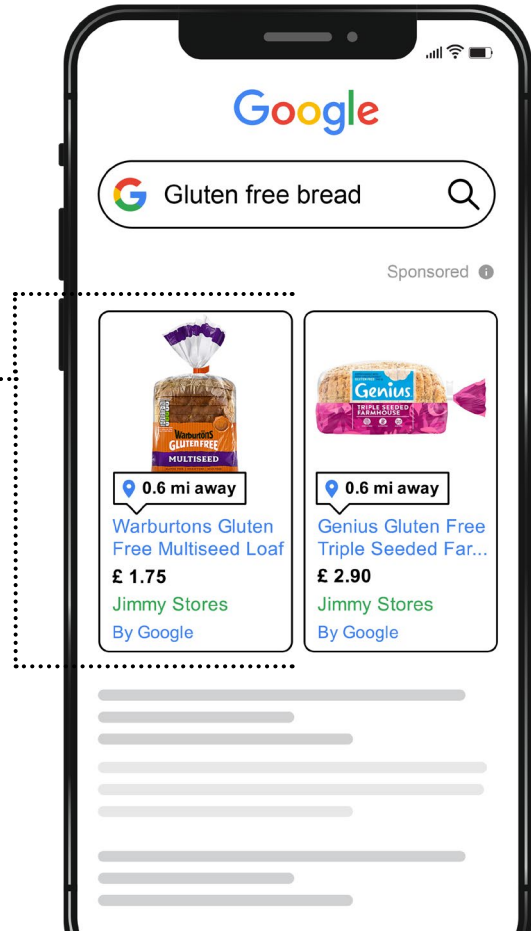 Google
Gluten free bread
Sponsored
Warburtons
GLUTEN FREE
MULTISEED
0.6 mi away
Warburtons Gluten
Free Multiseed Loaf
£ 1.75
Jimmy Stores
By Google
GLUTEN FREE
Genius
TRIPLE SEEDED
FARMHOUSE
0.6 mi away
Genius Gluten Free
Triple Seeded Far...
£ 2.90
Jimmy Stores
By Google